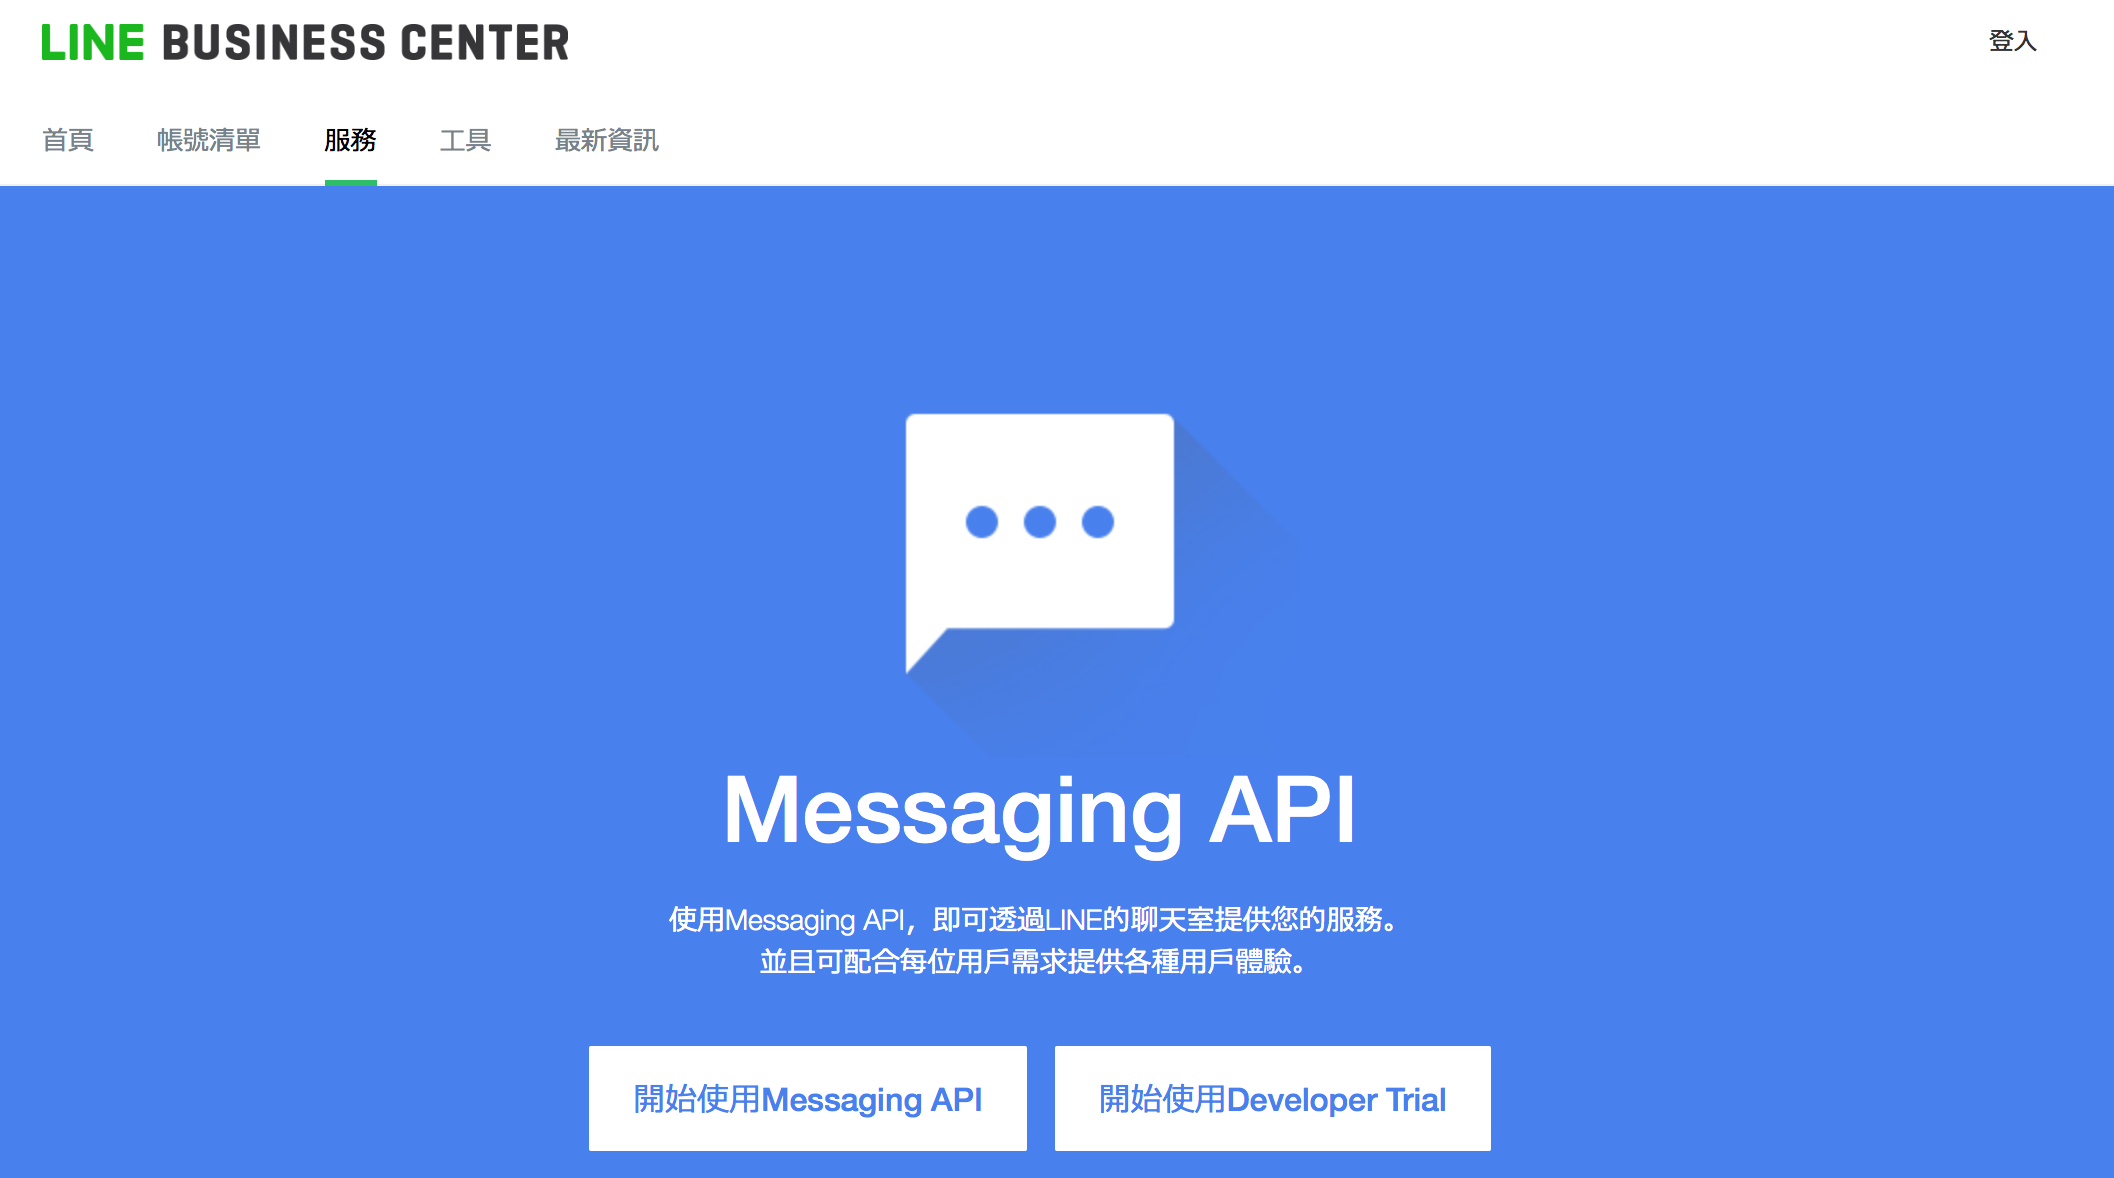 LINE BUSINESS CENTER
登入
首頁 帳號清單 服務 工具 最新資訊
Messaging API
使用Messaging API，即可透過LINE的聊天室提供您的服務。
並且可配合每位用戶需求提供各種用戶體驗。
開始使用Messaging API
開始使用Developer Trial